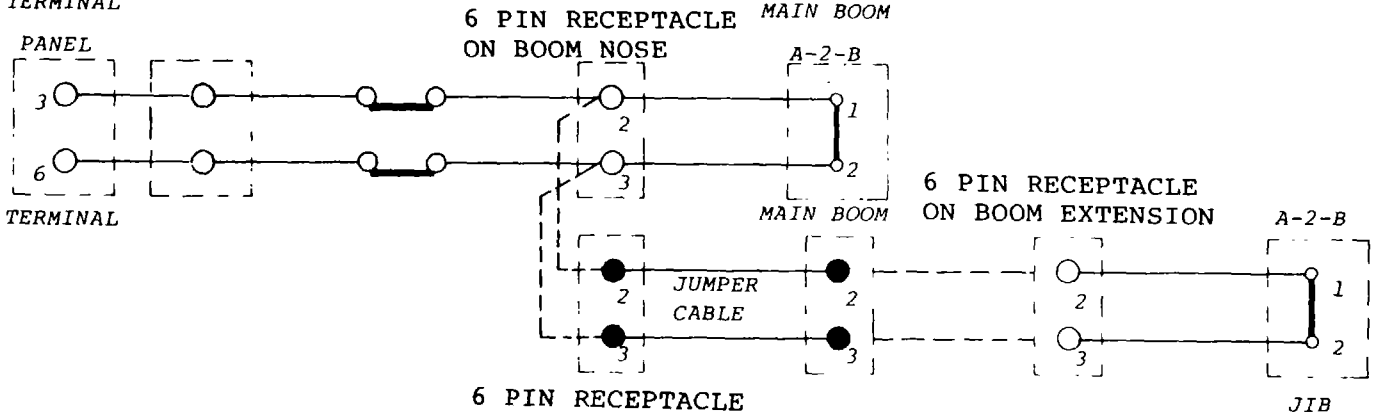 TERMINAL
6 PIN RECEPTACLE
ON BOOM NOSE
MAIN BOOM
PANEL
A-2-B
3
2
1
6
3
2
TERMINAL
MAIN BOOM
6 PIN RECEPTACLE
ON BOOM EXTENSION
A-2-B
2
JUMPER
CABLE
2
2
1
3
3
3
2
6 PIN RECEPTACLE
JIB